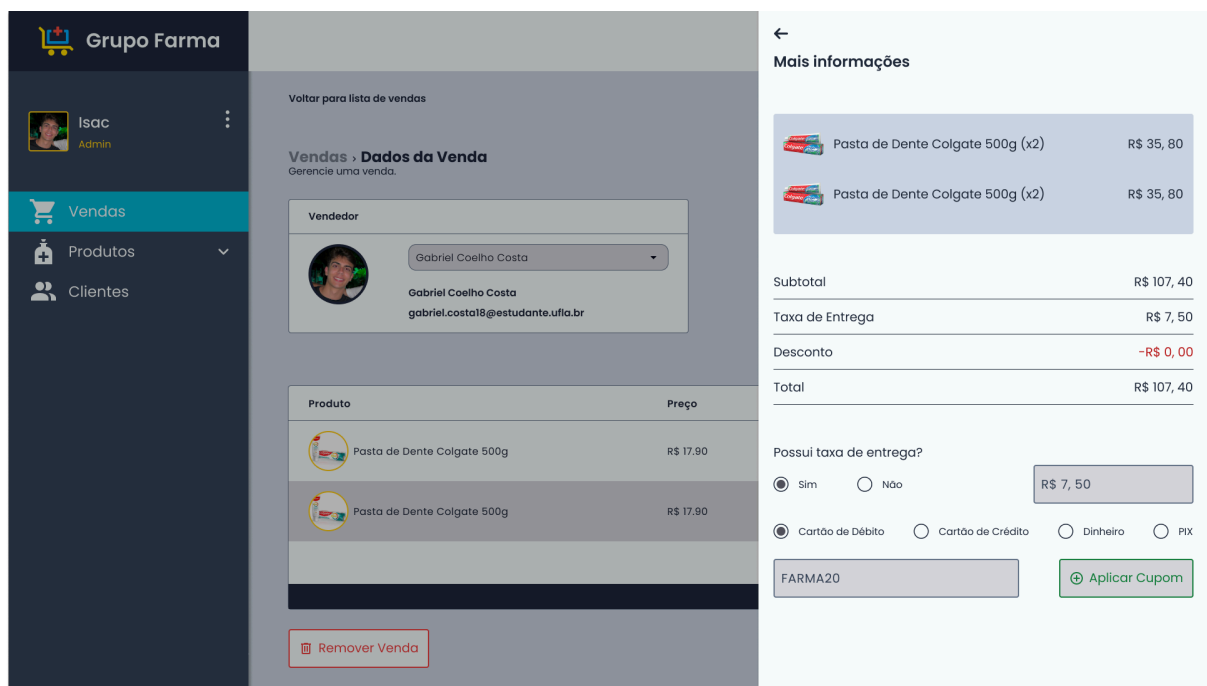 Grupo Farma
Isac
Admin
Vendas
Produtos
Clientes
Voltar para lista de vendas
Vendas › Dados da Venda
Gerencie uma venda.
Vendedor
Gabriel Coelho Costa
Gabriel Coelho Costa
gabriel.costa18@estudante.ufla.br
Produto Preço
Pasta de Dente Colgate 500g R$ 17.90
Pasta de Dente Colgate 500g R$ 17.90
Remover Venda
Mais informações
Pasta de Dente Colgate 500g (x2) R$ 35, 80
Pasta de Dente Colgate 500g (x2) R$ 35, 80
Subtotal R$ 107, 40
Taxa de Entrega R$ 7, 50
Desconto -R$ 0, 00
Total R$ 107, 40
Possui taxa de entrega?
Sim Não R$ 7, 50
Cartão de Débito Cartão de Crédito Dinheiro PIX
FARMA20 Aplicar Cupom